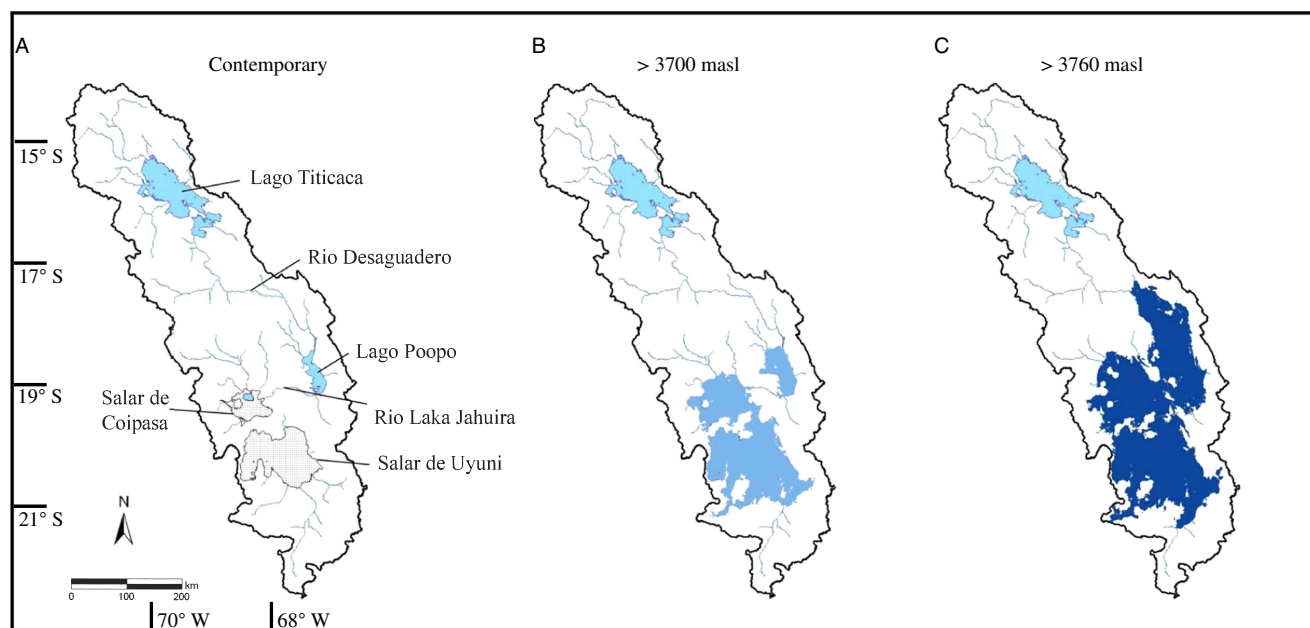 A
Contemporary
B
> 3700 masl
C
> 3760 masl
15° S
Lago Titicaca
17° S
Rio Desaguadero
Lago Poopo
19° S
Salar de
Coipasa
Rio Laka Jahuira
Salar de Uyuni
21° S
N
km
0 100 200
70° W
68° W